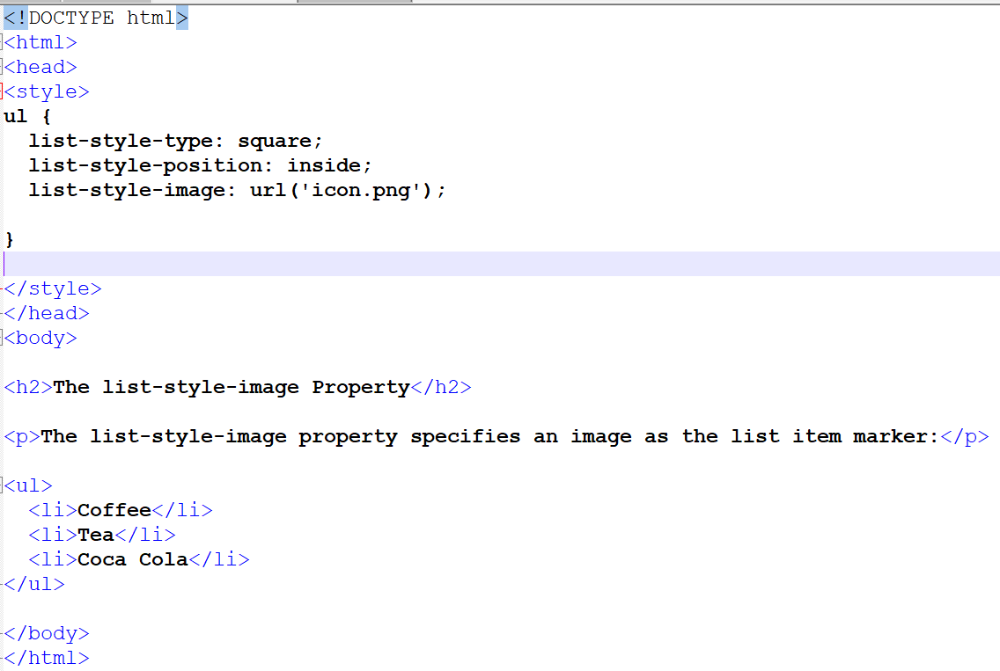 <!DOCTYPE html>
<html>
<head>
<style>
ul {
  list-style-type: square;
  list-style-position: inside;
  list-style-image: url('icon.png');
}
</style>
</head>
<body>
<h2>The list-style-image Property</h2>
<p>The list-style-image property specifies an image as the list item marker:</p>
<ul>
  <li>Coffee</li>
  <li>Tea</li>
  <li>Coca Cola</li>
</ul>
</body>
</html>